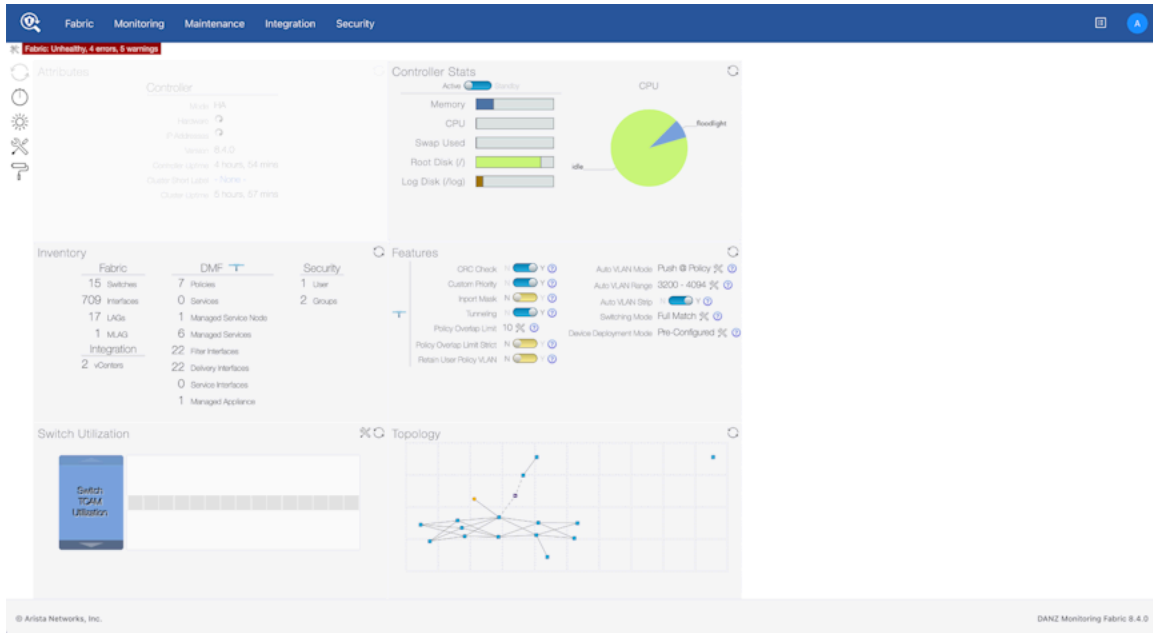 Fabric Monitoring Maintenance Integration Security
A
Fabric: Unhealthy, 4 errors, 5 warnings
Attributes
Controller
Mode HA
Hostname
IP Addresses
Version 8.4.0
Controller Uptime 4 hours, 54 mins
Cluster Uptime 5 hours, 57 mins
- None -
Controller Stats
Active Standby
Memory
CPU
Swap Used
Root Disk (/)
Log Disk (/log)
CPU
floodlight
idle
Inventory
Fabric
15 Switches
709 Interfaces
17 LAGs
1 MLAG
Integration
2 vCenters
DMF
7 Policies
0 Services
1 Managed Service Node
6 Managed Services
22 Filter Interfaces
22 Delivery Interfaces
0 Service Interfaces
1 Managed Appliance
Security
1 User
2 Groups
Features
CRC Check N Y
Custom Priority N Y
Inport Mask N Y
Tunneling N Y
Policy Overlap Limit 10
Policy Overlap Limit Strict N Y
Retain User Policy VLAN N Y
Auto VLAN Mode Push @ Policy
Auto VLAN Range 3200 - 4094
Auto VLAN Strip N Y
Switching Mode Full Match
Device Deployment Mode Pre-Configured
Switch Utilization
Switch
TCAM
Utilization
Topology
© Arista Networks, Inc.
DANZ Monitoring Fabric 8.4.0